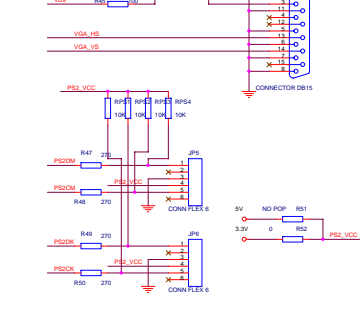 R45 100
11
4
12
VGA_HS
13
6
VGA_VS
14
7
15
8
CONNECTOR DB15
PS2_VCC
RPS1 RPS2 RPS3 RPS4
10K 10K 10K 10K
R47 270
JP5
PS2DM
1
2
3
PS2_VCC
4
PS2CM
5
6
R48 270
CONN FLEX 6
5V NO POP R51
3.3V 0 R52
PS2_VCC
R49 270
JP6
PS2DK
1
2
3
PS2_VCC
4
PS2CK
5
6
R50 270
CONN FLEX 6